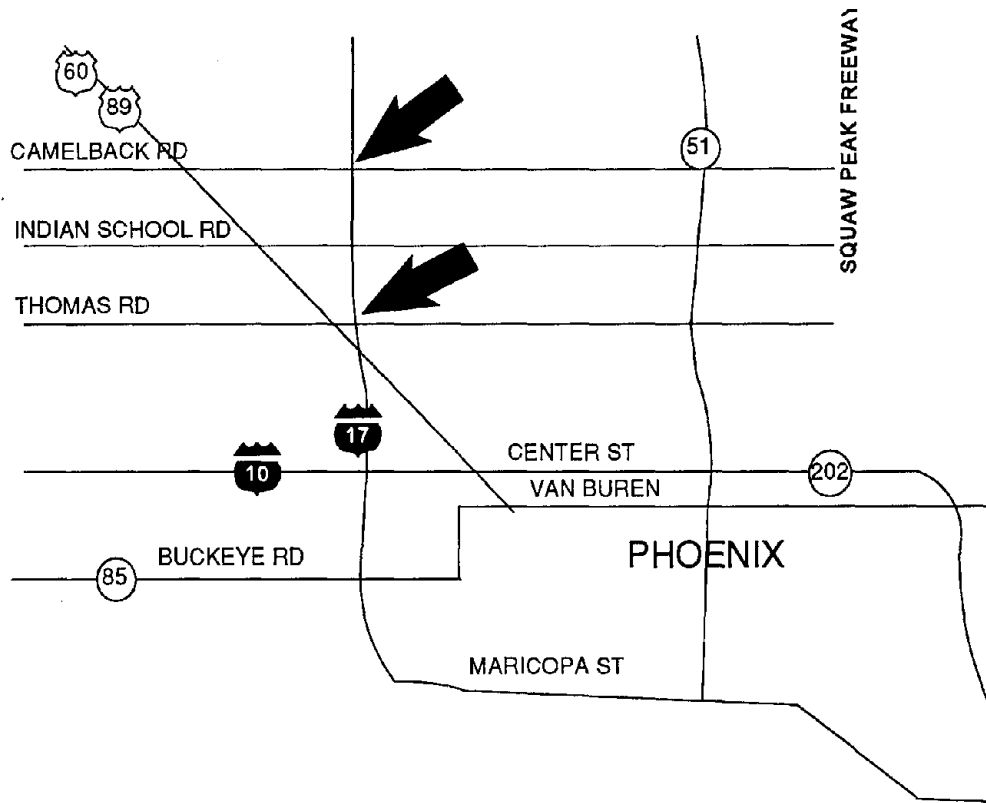 60
89
CAMELBACK RD
51
SQUAW PEAK FREEWAY
INDIAN SCHOOL RD
THOMAS RD
17
10
CENTER ST
202
VAN BUREN
BUCKEYE RD
PHOENIX
85
MARICOPA ST